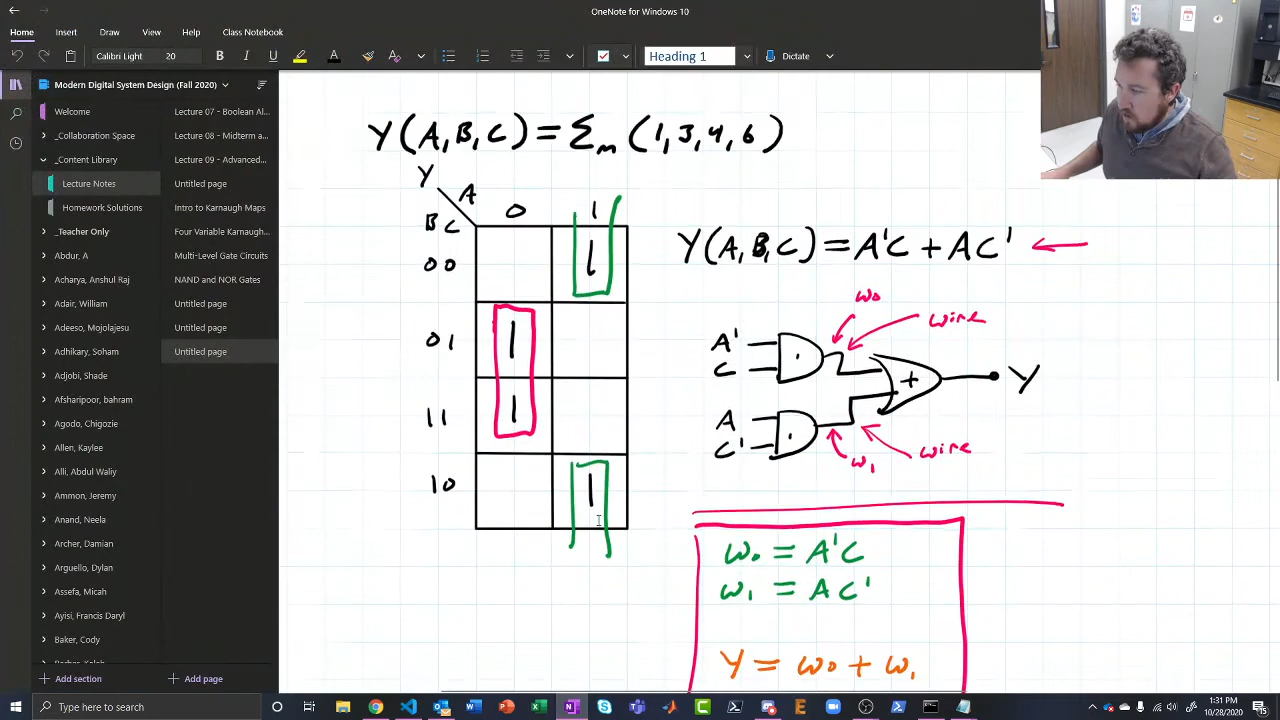 OneNote for Windows 10
Home Insert Draw View Help Class Notebook
Calibri Light 20 Heading 1 Dictate
Modern Digital System Design (Fall 2020)
Welcome
_Collaboration Space
_Content Library
Lecture Notes
Homework Solutions
_Teacher Only
Abdur, A
Acharya, Anshul Raj
Adair, William
Adeeso, Mojolajesu
Adhikary, Soham
Adjobi, Shade
Afsharipoor, bahram
Agodo, Chigozie
Allen, Kaylee
Alli, Abdul Waliy
Ammon, Jeremy
Anand, Neela
Archer, Damian
Arguello, Dylan
Assefa, Micah
Ayisi, Francis Daryl
Baker, Cody
Add section
Lecture 07 - Boolean Al...
Lecture 08 - Midterm a...
Lecture 09 - Advanced...
Untitled page
Intro to Karnaugh Maps
Four Variable Karnaugh...
Multi-Level Gate Circuits
NAND and NOR Gates
Untitled page
Untitled page
Untitled page
Add page
Y(A,B,C)=Σm(1,3,4,6)
Y A
BC 0 1
00 1
01 1
11 1
10 1
Y(A,B,C)=A'C+AC'
w0
wire
A'
C
+ Y
A
C'
w1 wire
w0 = A'C
w1 = AC'
Y = w0 + w1
Type here to search
1:31 PM
10/28/2020